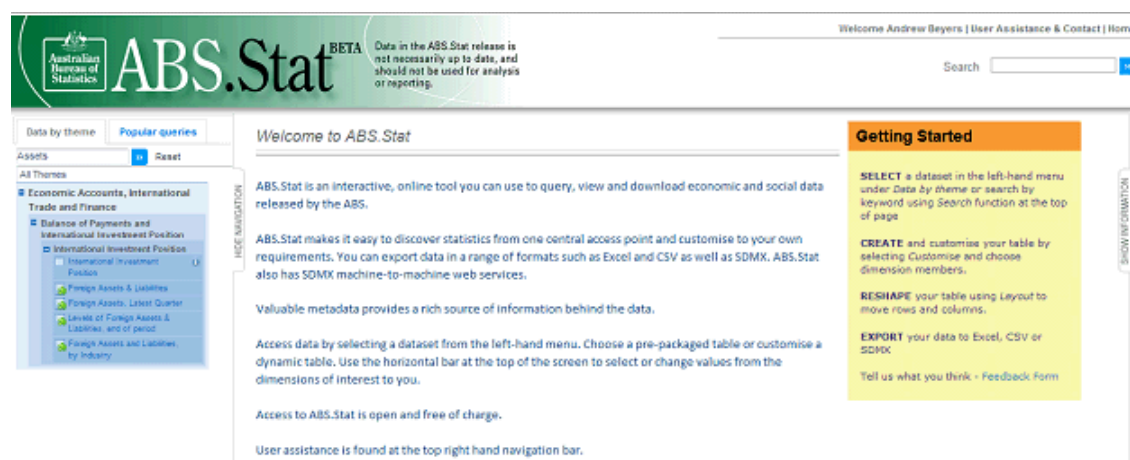 Australian
Bureau of
Statistics
ABS.Stat BETA
Data in the ABS.Stat release is
not necessarily up to date, and
should not be used for analysis
or reporting.
Welcome Andrew Beyers | User Assistance & Contact | Hom
Search
Data by theme
Popular queries
Assets
Reset
All Themes
Economic Accounts, International
Trade and Finance
Balance of Payments and
International Investment Position
International Investment Position
International Investment
Position
Foreign Assets & Liabilities
Foreign Assets, Latest Quarter
Levels of Foreign Assets &
Liabilities, end of period
Foreign Assets and Liabilities,
by Industry
HIDE NAVIGATION
Welcome to ABS.Stat
ABS.Stat is an interactive, online tool you can use to query, view and download economic and social data
released by the ABS.
ABS.Stat makes it easy to discover statistics from one central access point and customise to your own
requirements. You can export data in a range of formats such as Excel and CSV as well as SDMX. ABS.Stat
also has SDMX machine-to-machine web services.
Valuable metadata provides a rich source of information behind the data.
Access data by selecting a dataset from the left-hand menu. Choose a pre-packaged table or customise a
dynamic table. Use the horizontal bar at the top of the screen to select or change values from the
dimensions of interest to you.
Access to ABS.Stat is open and free of charge.
User assistance is found at the top right hand navigation bar.
Getting Started
SELECT a dataset in the left-hand menu
under Data by theme or search by
keyword using Search function at the top
of page
CREATE and customise your table by
selecting Customise and choose
dimension members.
RESHAPE your table using Layout to
move rows and columns.
EXPORT your data to Excel, CSV or
SDMX
Tell us what you think - Feedback Form
SHOW INFORMATION